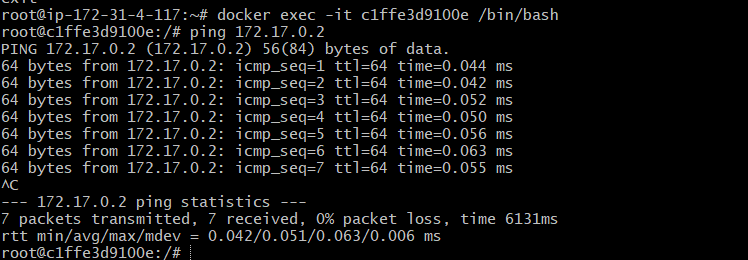 exit
root@ip-172-31-4-117:~# docker exec -it c1ffe3d9100e /bin/bash
root@c1ffe3d9100e:/# ping 172.17.0.2
PING 172.17.0.2 (172.17.0.2) 56(84) bytes of data.
64 bytes from 172.17.0.2: icmp_seq=1 ttl=64 time=0.044 ms
64 bytes from 172.17.0.2: icmp_seq=2 ttl=64 time=0.042 ms
64 bytes from 172.17.0.2: icmp_seq=3 ttl=64 time=0.052 ms
64 bytes from 172.17.0.2: icmp_seq=4 ttl=64 time=0.050 ms
64 bytes from 172.17.0.2: icmp_seq=5 ttl=64 time=0.056 ms
64 bytes from 172.17.0.2: icmp_seq=6 ttl=64 time=0.063 ms
64 bytes from 172.17.0.2: icmp_seq=7 ttl=64 time=0.055 ms
^C
--- 172.17.0.2 ping statistics ---
7 packets transmitted, 7 received, 0% packet loss, time 6131ms
rtt min/avg/max/mdev = 0.042/0.051/0.063/0.006 ms
root@c1ffe3d9100e:/#